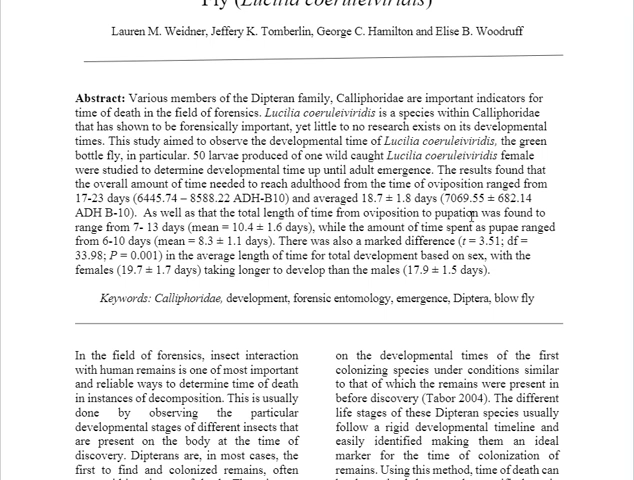 Fly (Lucilia coeruleiviridis)
Lauren M. Weidner, Jeffery K. Tomberlin, George C. Hamilton and Elise B. Woodruff
Abstract: Various members of the Dipteran family, Calliphoridae are important indicators for
time of death in the field of forensics. Lucilia coeruleiviridis is a species within Calliphoridae
that has shown to be forensically important, yet little to no research exists on its developmental
times. This study aimed to observe the developmental time of Lucilia coeruleiviridis, the green
bottle fly, in particular. 50 larvae produced of one wild caught Lucilia coeruleiviridis female
were studied to determine developmental time up until adult emergence. The results found that
the overall amount of time needed to reach adulthood from the time of oviposition ranged from
17-23 days (6445.74 – 8588.22 ADH-B10) and averaged 18.7 ± 1.8 days (7069.55 ± 682.14
ADH B-10). As well as that the total length of time from oviposition to pupation was found to
range from 7- 13 days (mean = 10.4 ± 1.6 days), while the amount of time spent as pupae ranged
from 6-10 days (mean = 8.3 ± 1.1 days). There was also a marked difference (t = 3.51; df =
33.98; P = 0.001) in the average length of time for total development based on sex, with the
females (19.7 ± 1.7 days) taking longer to develop than the males (17.9 ± 1.5 days).
Keywords: Calliphoridae, development, forensic entomology, emergence, Diptera, blow fly
In the field of forensics, insect interaction
with human remains is one of most important
and reliable ways to determine time of death
in instances of decomposition. This is usually
done by observing the particular
developmental stages of different insects that
are present on the body at the time of
discovery. Dipterans are, in most cases, the
first to find and colonized remains, often
on the developmental times of the first
colonizing species under conditions similar
to that of which the remains were present in
before discovery (Tabor 2004). The different
life stages of these Dipteran species usually
follow a rigid developmental timeline and
easily identified making them an ideal
marker for the time of colonization of
remains. Using this method, time of death can